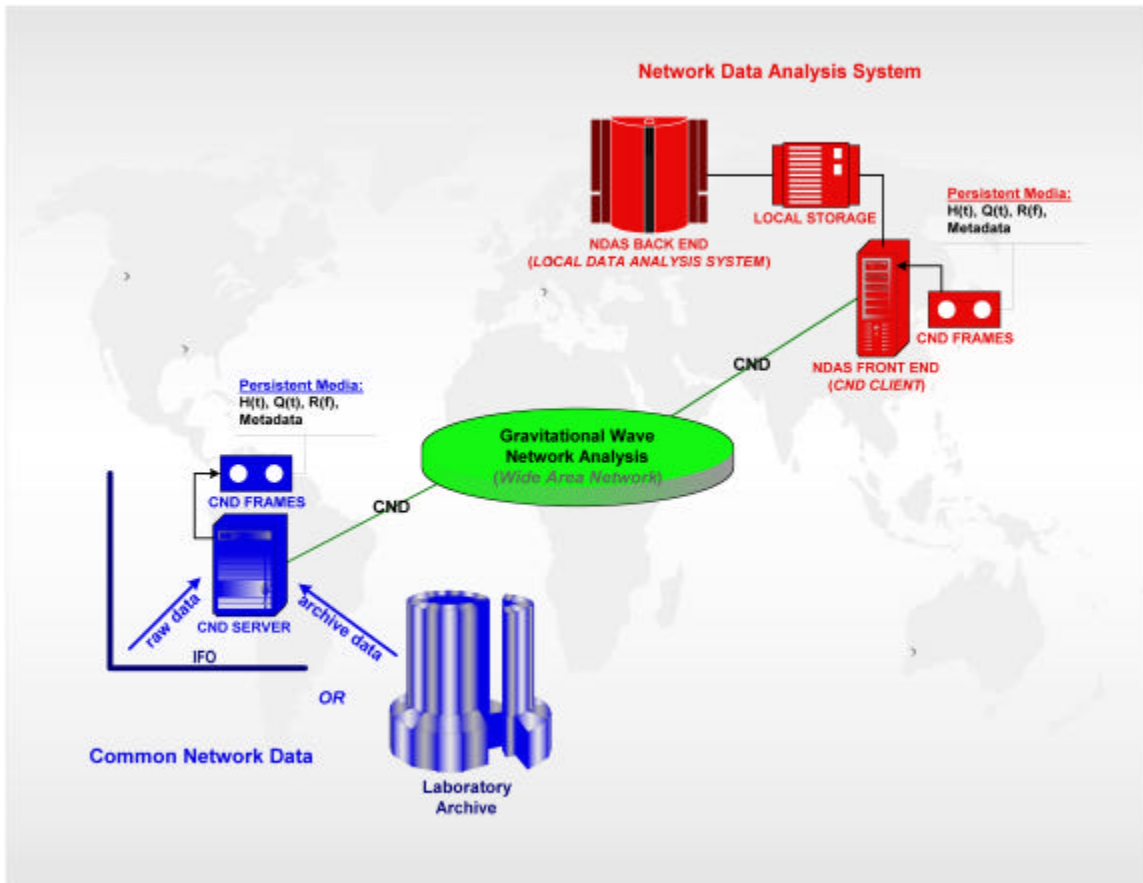 Network Data Analysis System
Persistent Media:
H(t), Q(t), R(f),
Metadata
LOCAL STORAGE
NDAS BACK END
(LOCAL DATA ANALYSIS SYSTEM)
CND FRAMES
NDAS FRONT END
(CND CLIENT)
CND
Persistent Media:
H(t), Q(t), R(f),
Metadata
Gravitational Wave
Network Analysis
(Wide Area Network)
CND FRAMES
CND
raw data
archive data
CND SERVER
IFO
OR
Common Network Data
Laboratory
Archive